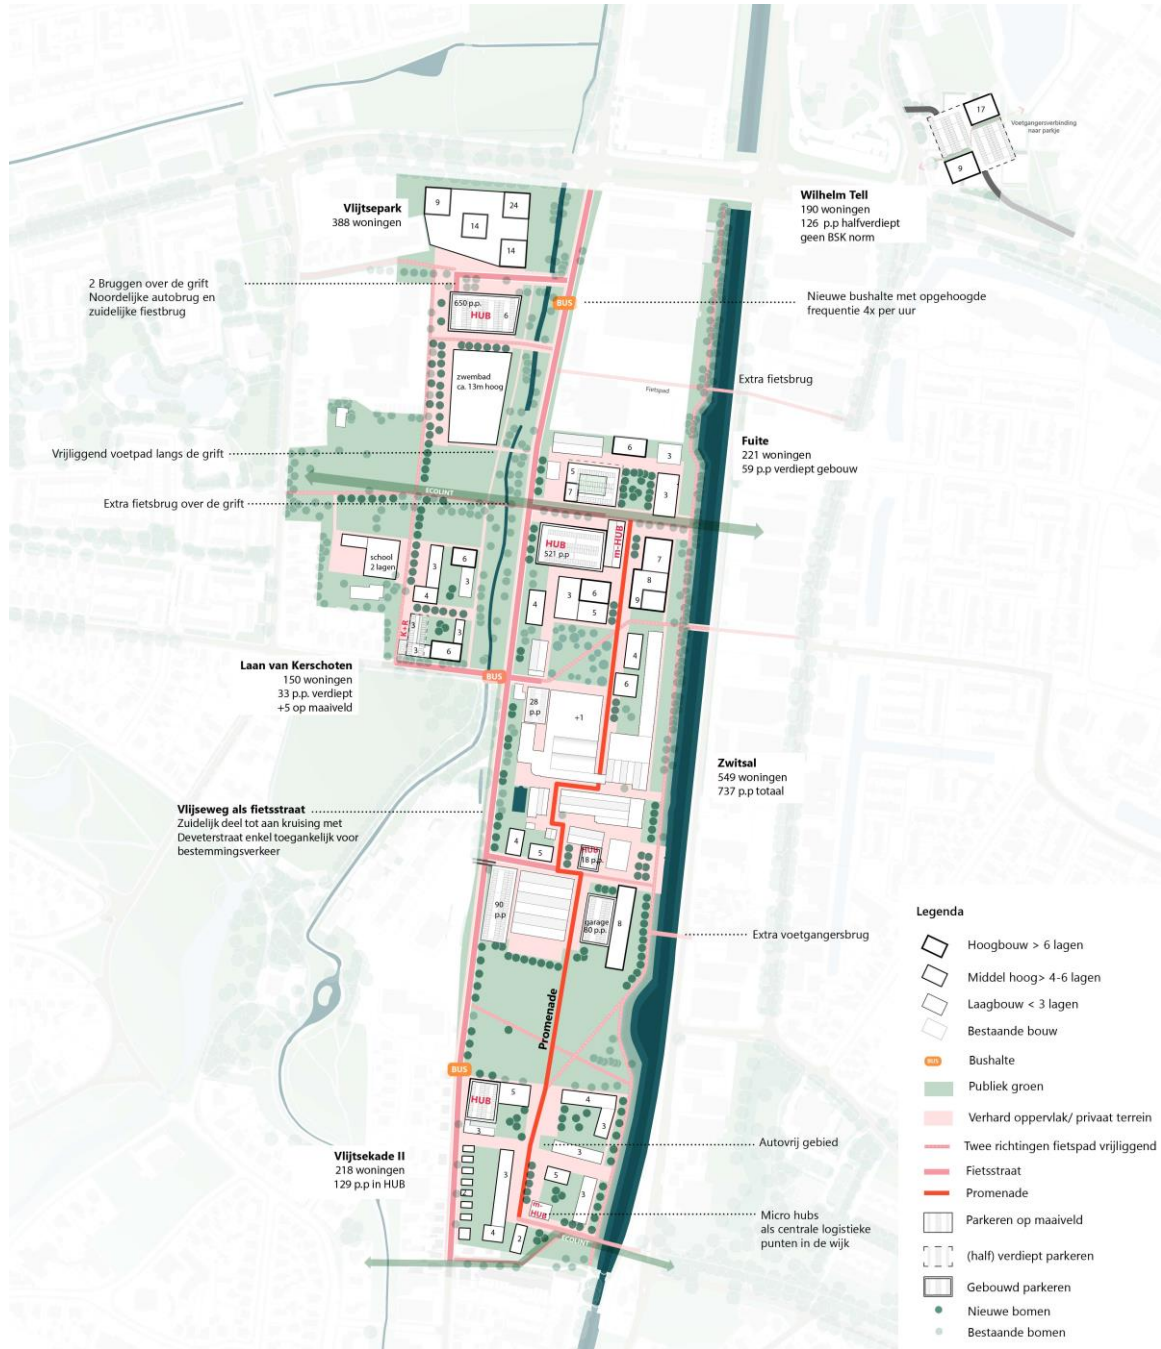 17
Voetgangersverbinding
naar parkje
9
Wilhelm Tell
190 woningen
126 p.p halfverdiept
geen BSK norm
Vlijtsepark
388 woningen
9
24
14
14
2 Bruggen over de grift
Noordelijke autobrug en
zuidelijke fiestbrug
650 p.p.
HUB
6
BUS
Nieuwe bushalte met opgehoogde
frequentie 4x per uur
zwembad
ca. 13m hoog
Fietspad
Extra fietsbrug
Vrijliggend voetpad langs de grift
6
3
Fuite
221 woningen
59 p.p verdiept gebouw
5
7
3
ECOLINT
Extra fietsbrug over de grift
HUB
521 p.p
m-HUB
school
2 lagen
3
6
3
4
7
8
9
3
6
5
4
K+R
3
3
3
6
4
6
Laan van Kerschoten
150 woningen
33 p.p. verdiept
+5 op maaiveld
BUS
28
p.p
+1
Zwitsal
549 woningen
737 p.p totaal
Vlijseweg als fietsstraat
Zuidelijk deel tot aan kruising met
Deveterstraat enkel toegankelijk voor
bestemmingsverkeer
4
5
HUB
18 p.p.
90
p.p
garage
60 p.p.
8
Extra voetgangersbrug
Promenade
BUS
HUB
5
3
4
3
Autovrij gebied
3
Vlijtsekade II
218 woningen
129 p.p in HUB
3
5
3
m-
HUB
4
2
ECOLINT
Micro hubs
als centrale logistieke
punten in de wijk
Legenda
Hoogbouw > 6 lagen
Middel hoog> 4-6 lagen
Laagbouw < 3 lagen
Bestaande bouw
BUS
Bushalte
Publiek groen
Verhard oppervlak/ privaat terrein
Twee richtingen fietspad vrijliggend
Fietsstraat
Promenade
Parkeren op maaiveld
(half) verdiept parkeren
Gebouwd parkeren
Nieuwe bomen
Bestaande bomen